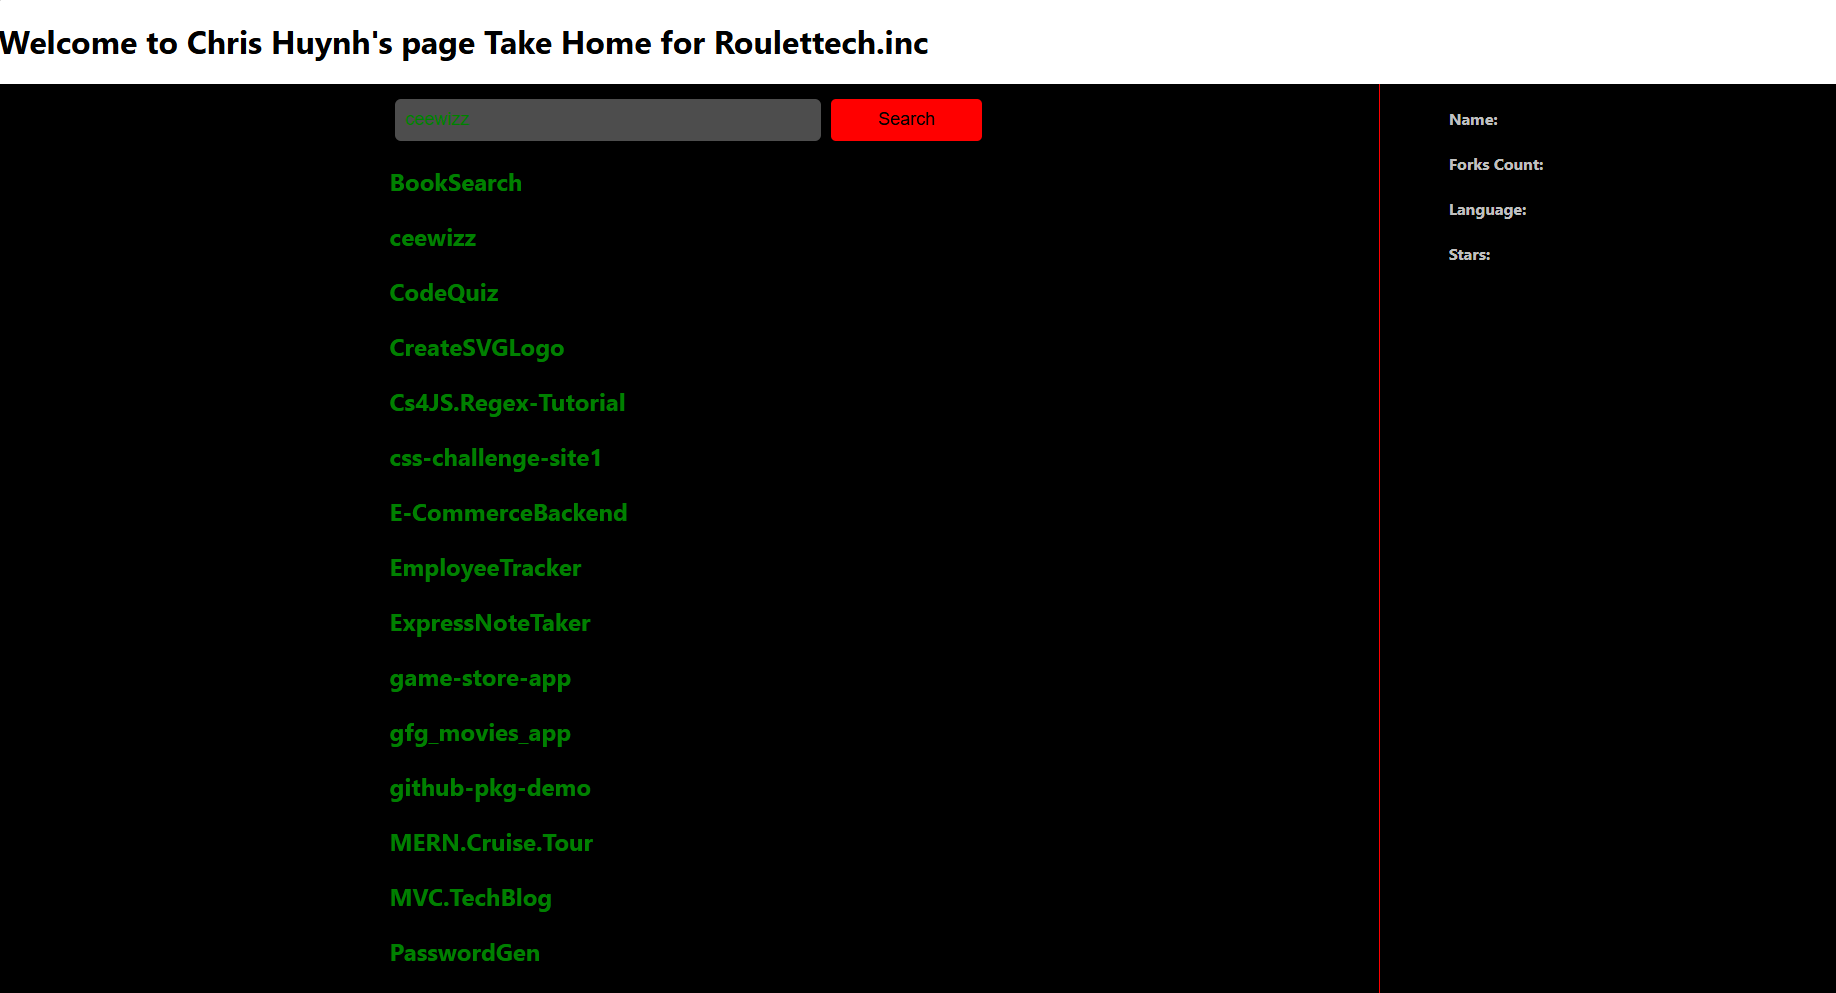 Welcome to Chris Huynh's page Take Home for Roulettech.inc
ceewizz
Search
BookSearch
ceewizz
CodeQuiz
CreateSVGLogo
Cs4JS.Regex-Tutorial
css-challenge-site1
E-CommerceBackend
EmployeeTracker
ExpressNoteTaker
game-store-app
gfg_movies_app
github-pkg-demo
MERN.Cruise.Tour
MVC.TechBlog
PasswordGen
Name:
Forks Count:
Language:
Stars: